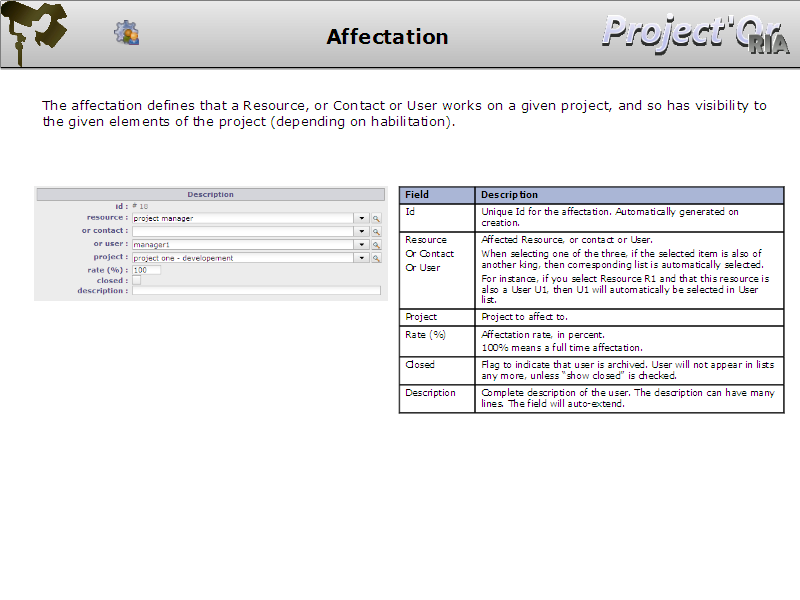 Affectation
Project'Or
RIA
The affectation defines that a Resource, or Contact or User works on a given project, and so has visibility to
the given elements of the project (depending on habilitation).
Description
id : # 18
resource : project manager
or contact :
or user : manager1
project : project one - developement
rate (%) : 100
closed :
description :
Field Description
Id Unique Id for the affectation. Automatically generated on
creation.
Resource Affected Resource, or contact or User.
Or Contact When selecting one of the three, if the selected item is also of
another king, then corresponding list is automatically selected.
Or User For instance, if you select Resource R1 and that this resource is
also a User U1, then U1 will automatically be selected in User
list.
Project Project to affect to.
Rate (%) Affectation rate, in percent.
100% means a full time affectation.
Closed Flag to indicate that user is archived. User will not appear in lists
any more, unless “show closed” is checked.
Description Complete description of the user. The description can have many
lines. The field will auto-extend.